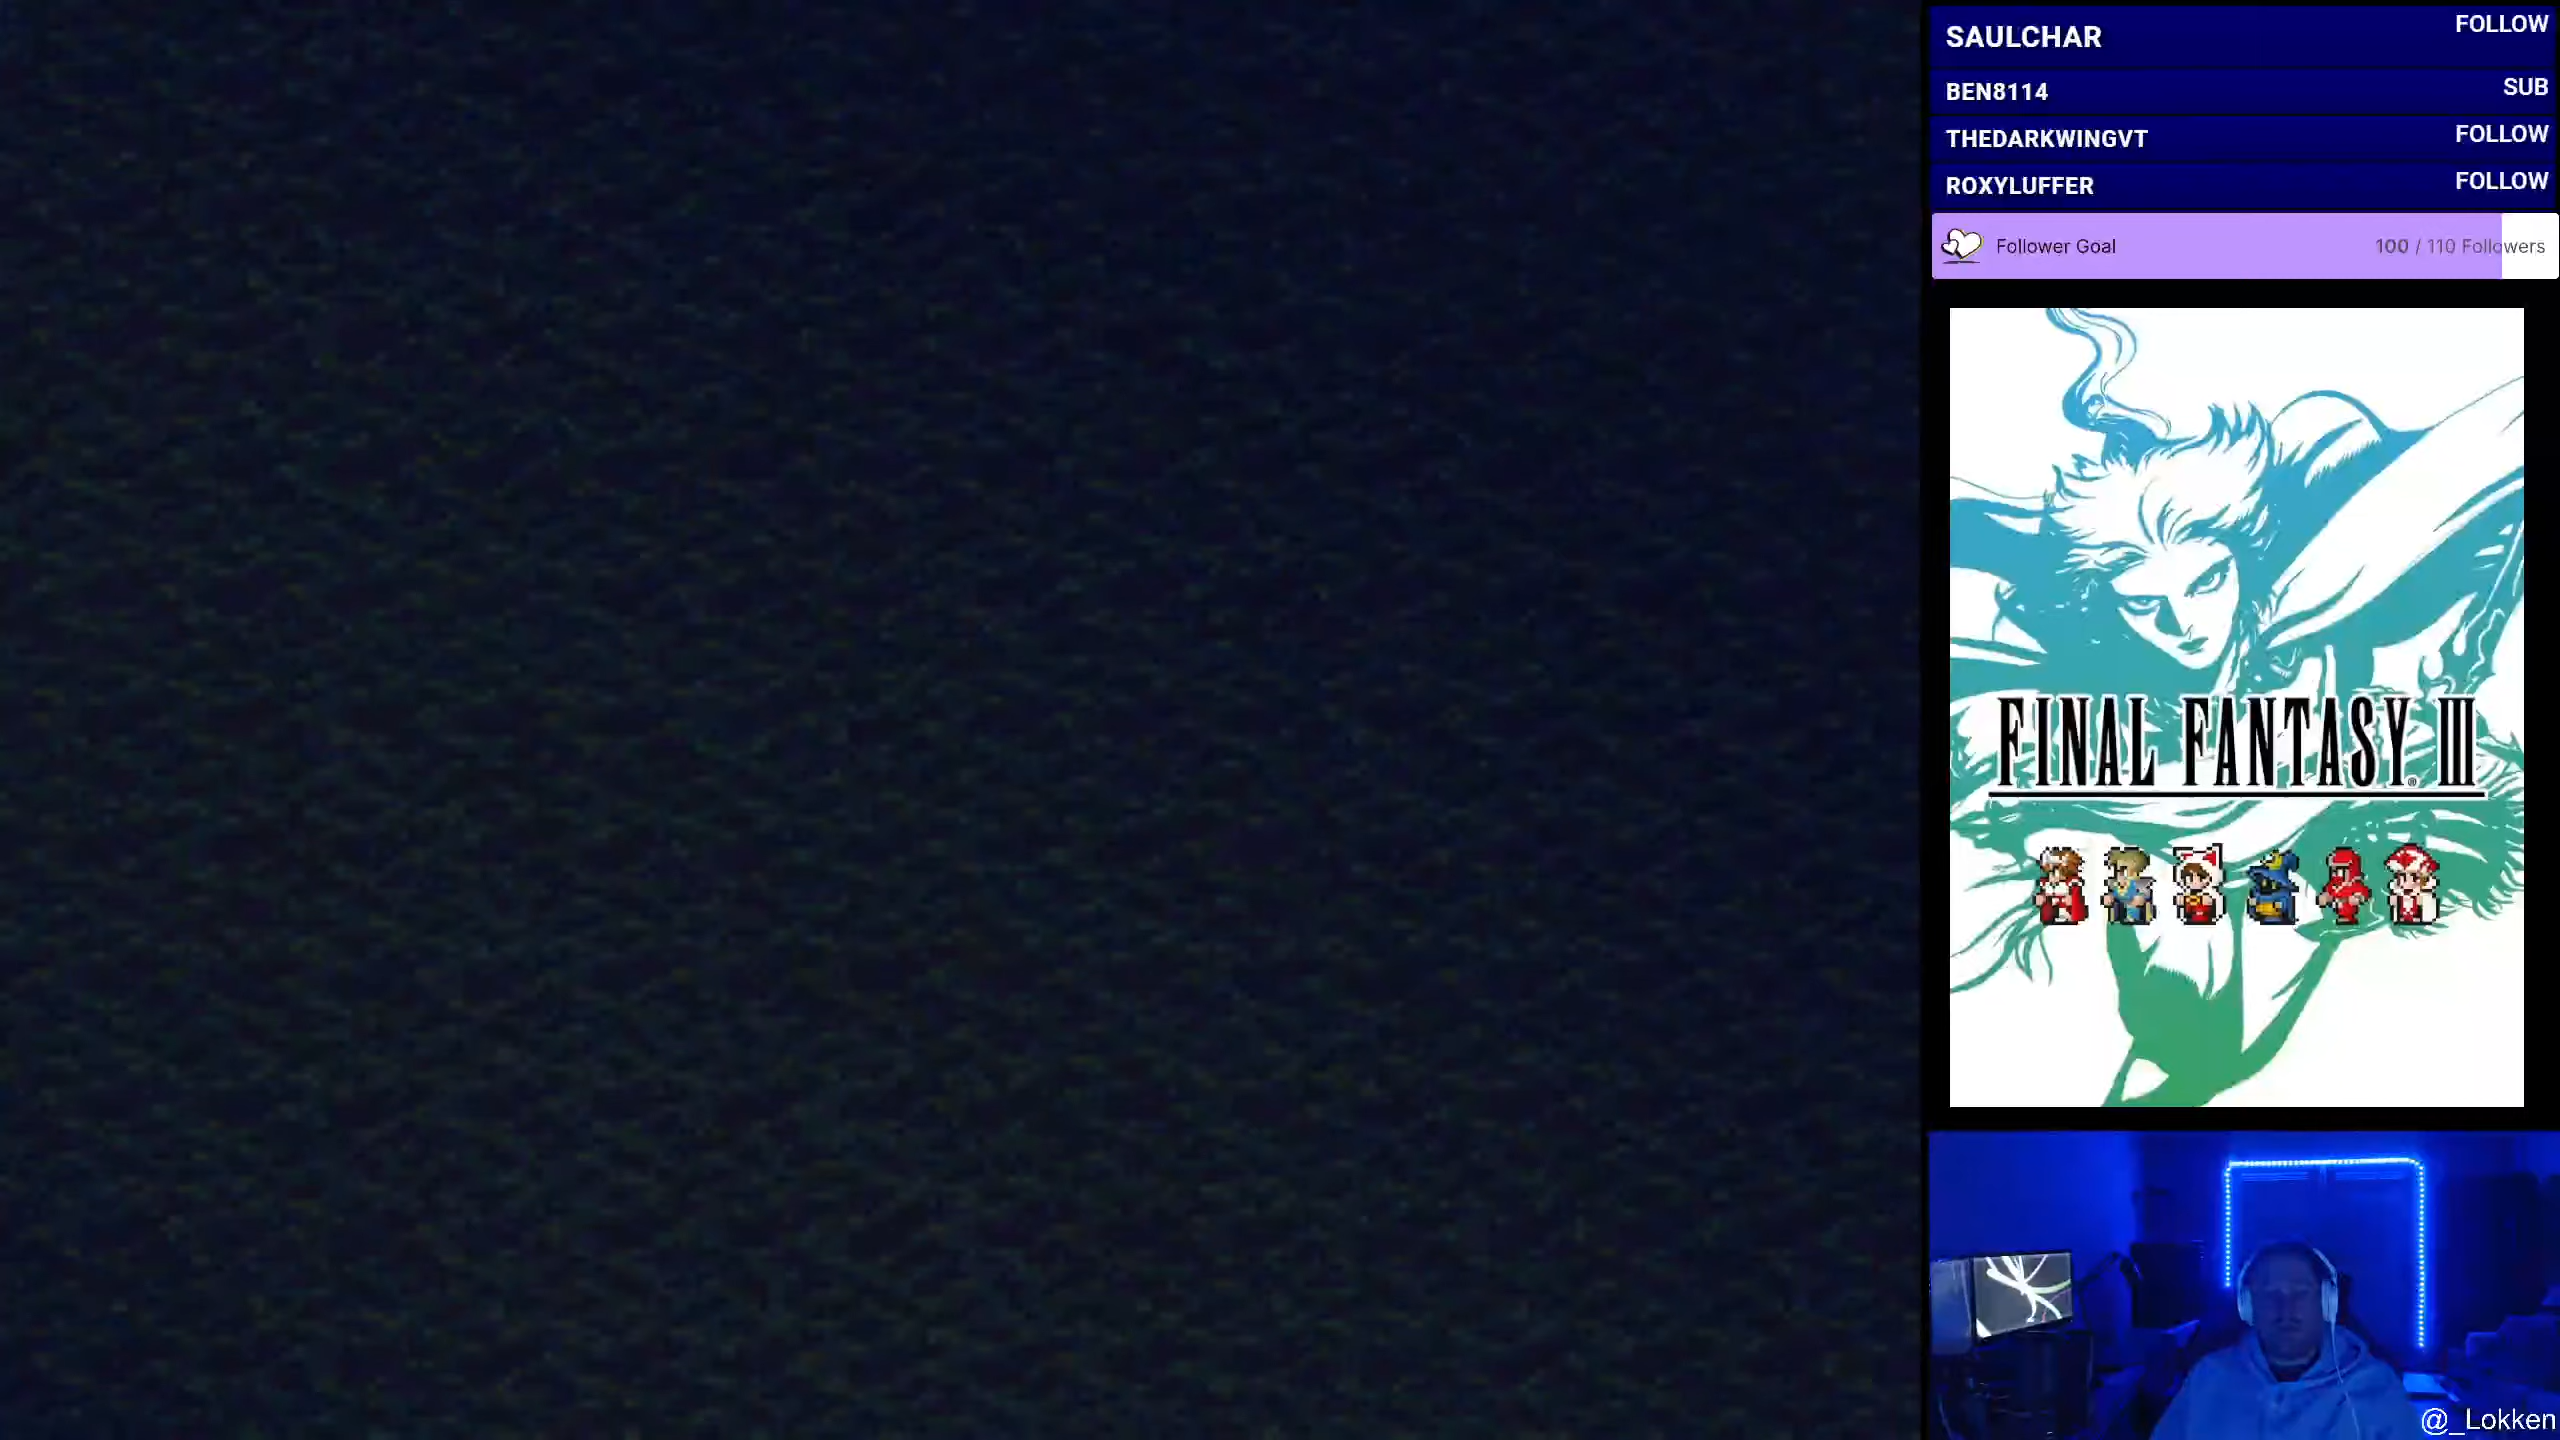 SAULCHAR FOLLOW
BEN8114 SUB
THEDARKWINGVT FOLLOW
ROXYLUFFER FOLLOW
Follower Goal 100 / 110 Followers
FINAL FANTASY® III
@_Lokken